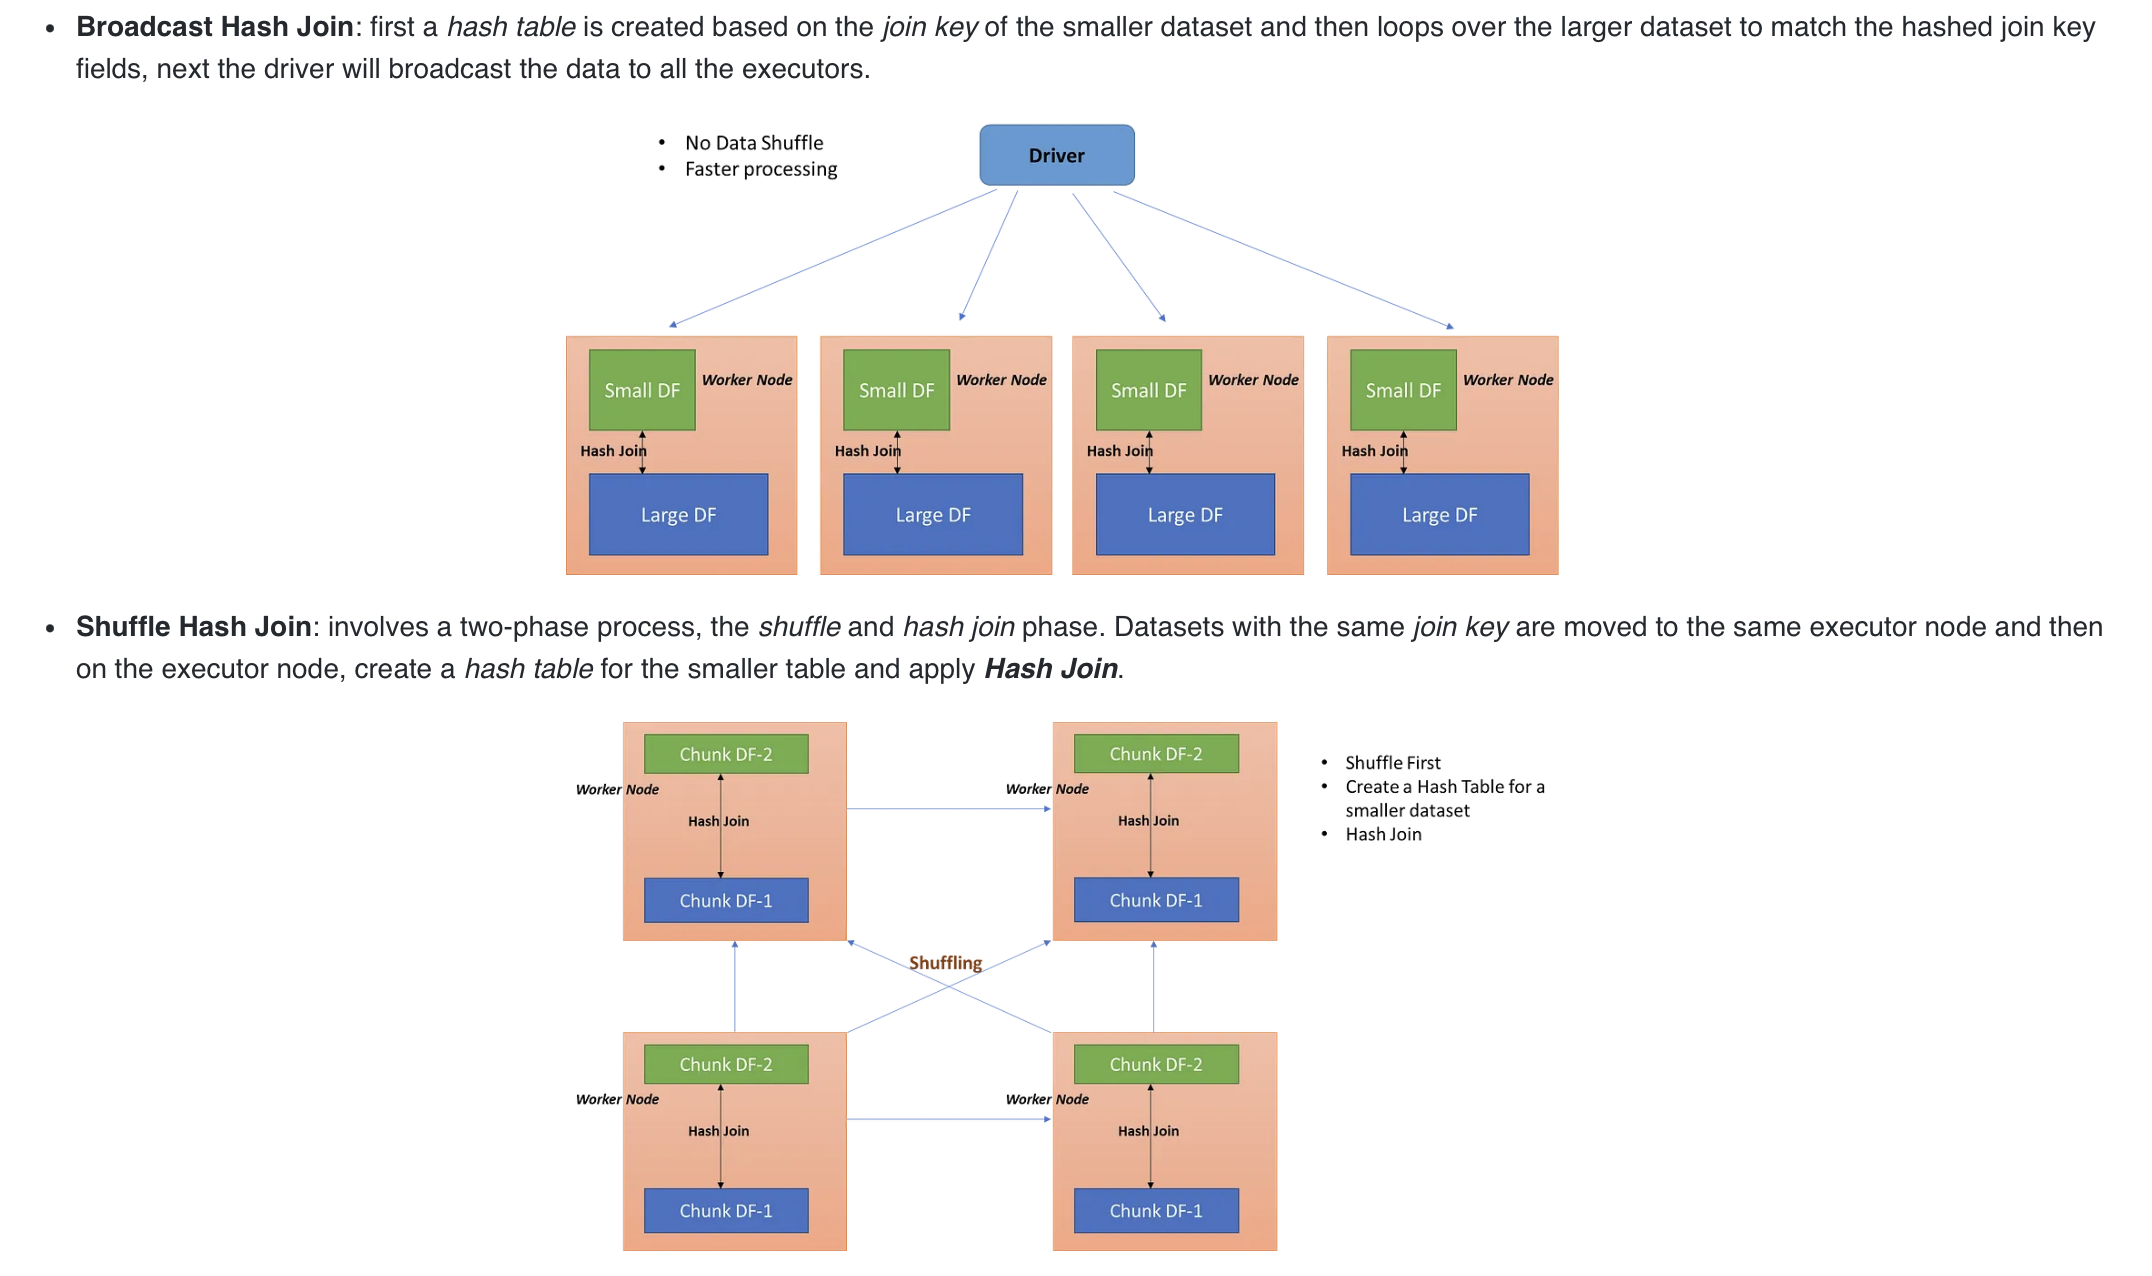 Broadcast Hash Join: first a hash table is created based on the join key of the smaller dataset and then loops over the larger dataset to match the hashed join key
fields, next the driver will broadcast the data to all the executors.
• No Data Shuffle
• Faster processing
Driver
Small DF
Worker Node
Hash Join
Large DF
Small DF
Worker Node
Hash Join
Large DF
Small DF
Worker Node
Hash Join
Large DF
Small DF
Worker Node
Hash Join
Large DF
Shuffle Hash Join: involves a two-phase process, the shuffle and hash join phase. Datasets with the same join key are moved to the same executor node and then
on the executor node, create a hash table for the smaller table and apply Hash Join.
Chunk DF-2
Worker Node
Hash Join
Chunk DF-1
Chunk DF-2
Worker Node
Hash Join
Chunk DF-1
• Shuffle First
• Create a Hash Table for a
smaller dataset
• Hash Join
Shuffling
Chunk DF-2
Worker Node
Hash Join
Chunk DF-1
Chunk DF-2
Worker Node
Hash Join
Chunk DF-1